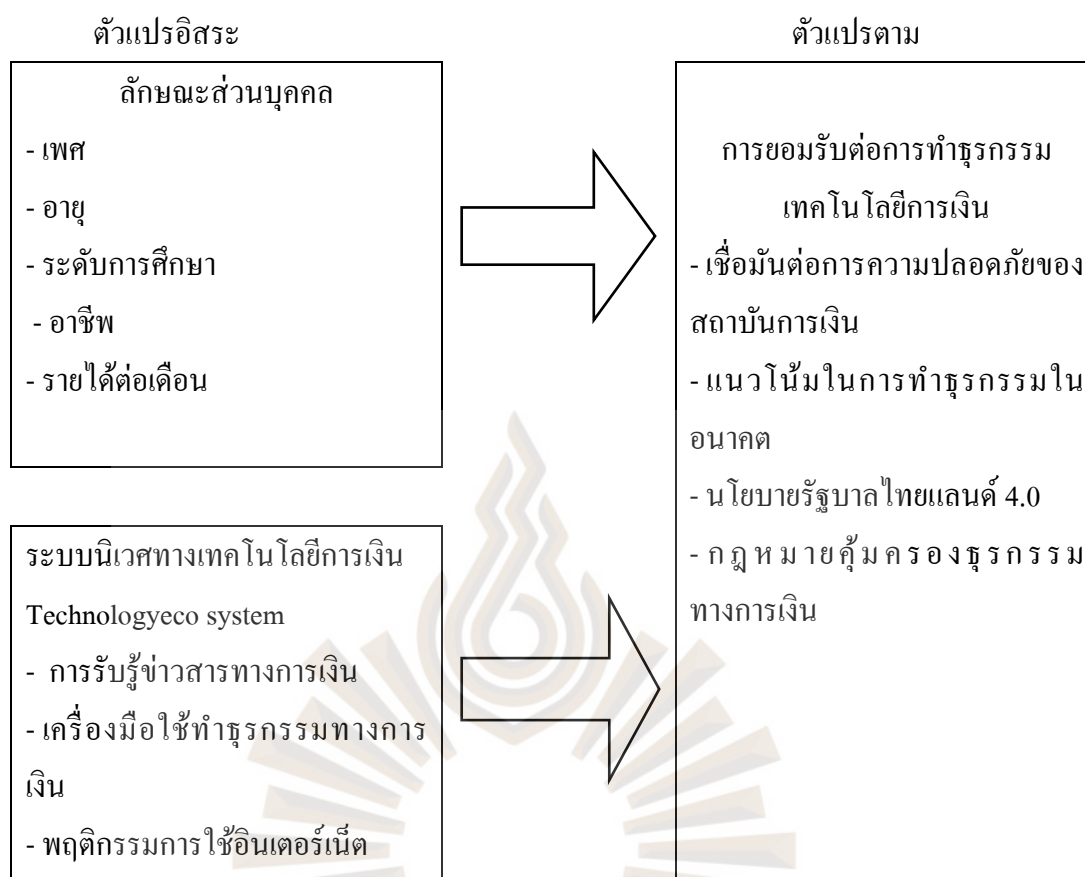 ตัวแปรอิสระ
ตัวแปรตาม
ลักษณะส่วนบุคคล
- เพศ
- อายุ
- ระดับการศึกษา
- อาชีพ
- รายได้ต่อเดือน
ระบบนิเวศทางเทคโนโลยีการเงิน
Technologyeco system
- การรับรู้ข่าวสารทางการเงิน
- เครื่องมือใช้ทำธุรกรรมทางการ
เงิน
- พฤติกรรมการใช้อินเตอร์เน็ต
การยอมรับต่อการทำธุรกรรม
เทคโนโลยีการเงิน
- เชื่อมันต่อการความปลอดภัยของ
สถาบันการเงิน
- แนวโน้มในการทำธุรกรรมใน
อนาคต
- นโยบายรัฐบาลไทยแลนด์ 4.0
- กฎหมายคุ้มครองธุรกรรม
ทางการเงิน